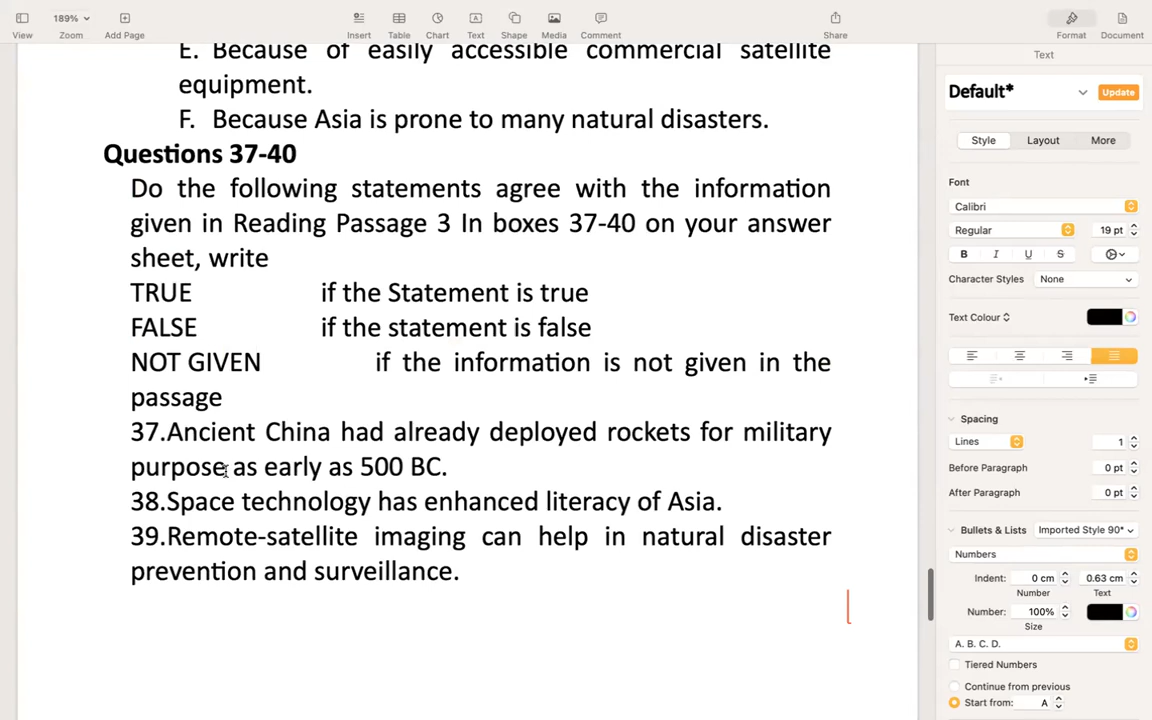 189%
View
Zoom
Add Page
Insert
Table
Chart
Text
Shape
Media
Comment
Share
Format
Document
E. Because of easily accessible commercial satellite
equipment.
F. Because Asia is prone to many natural disasters.
Questions 37-40
Do the following statements agree with the information
given in Reading Passage 3 In boxes 37-40 on your answer
sheet, write
TRUE if the Statement is true
FALSE if the statement is false
NOT GIVEN if the information is not given in the
passage
37.Ancient China had already deployed rockets for military
purpose as early as 500 BC.
38.Space technology has enhanced literacy of Asia.
39.Remote-satellite imaging can help in natural disaster
prevention and surveillance.
Text
Default*
Update
Style Layout More
Font
Calibri
Regular 19 pt
B I U S
Character Styles None
Text Colour
Spacing
Lines 1
Before Paragraph 0 pt
After Paragraph 0 pt
Bullets & Lists Imported Style 90*
Numbers
Indent: 0 cm 0.63 cm
Number Text
Number: 100%
Size
A. B. C. D.
Tiered Numbers
Continue from previous
Start from: A